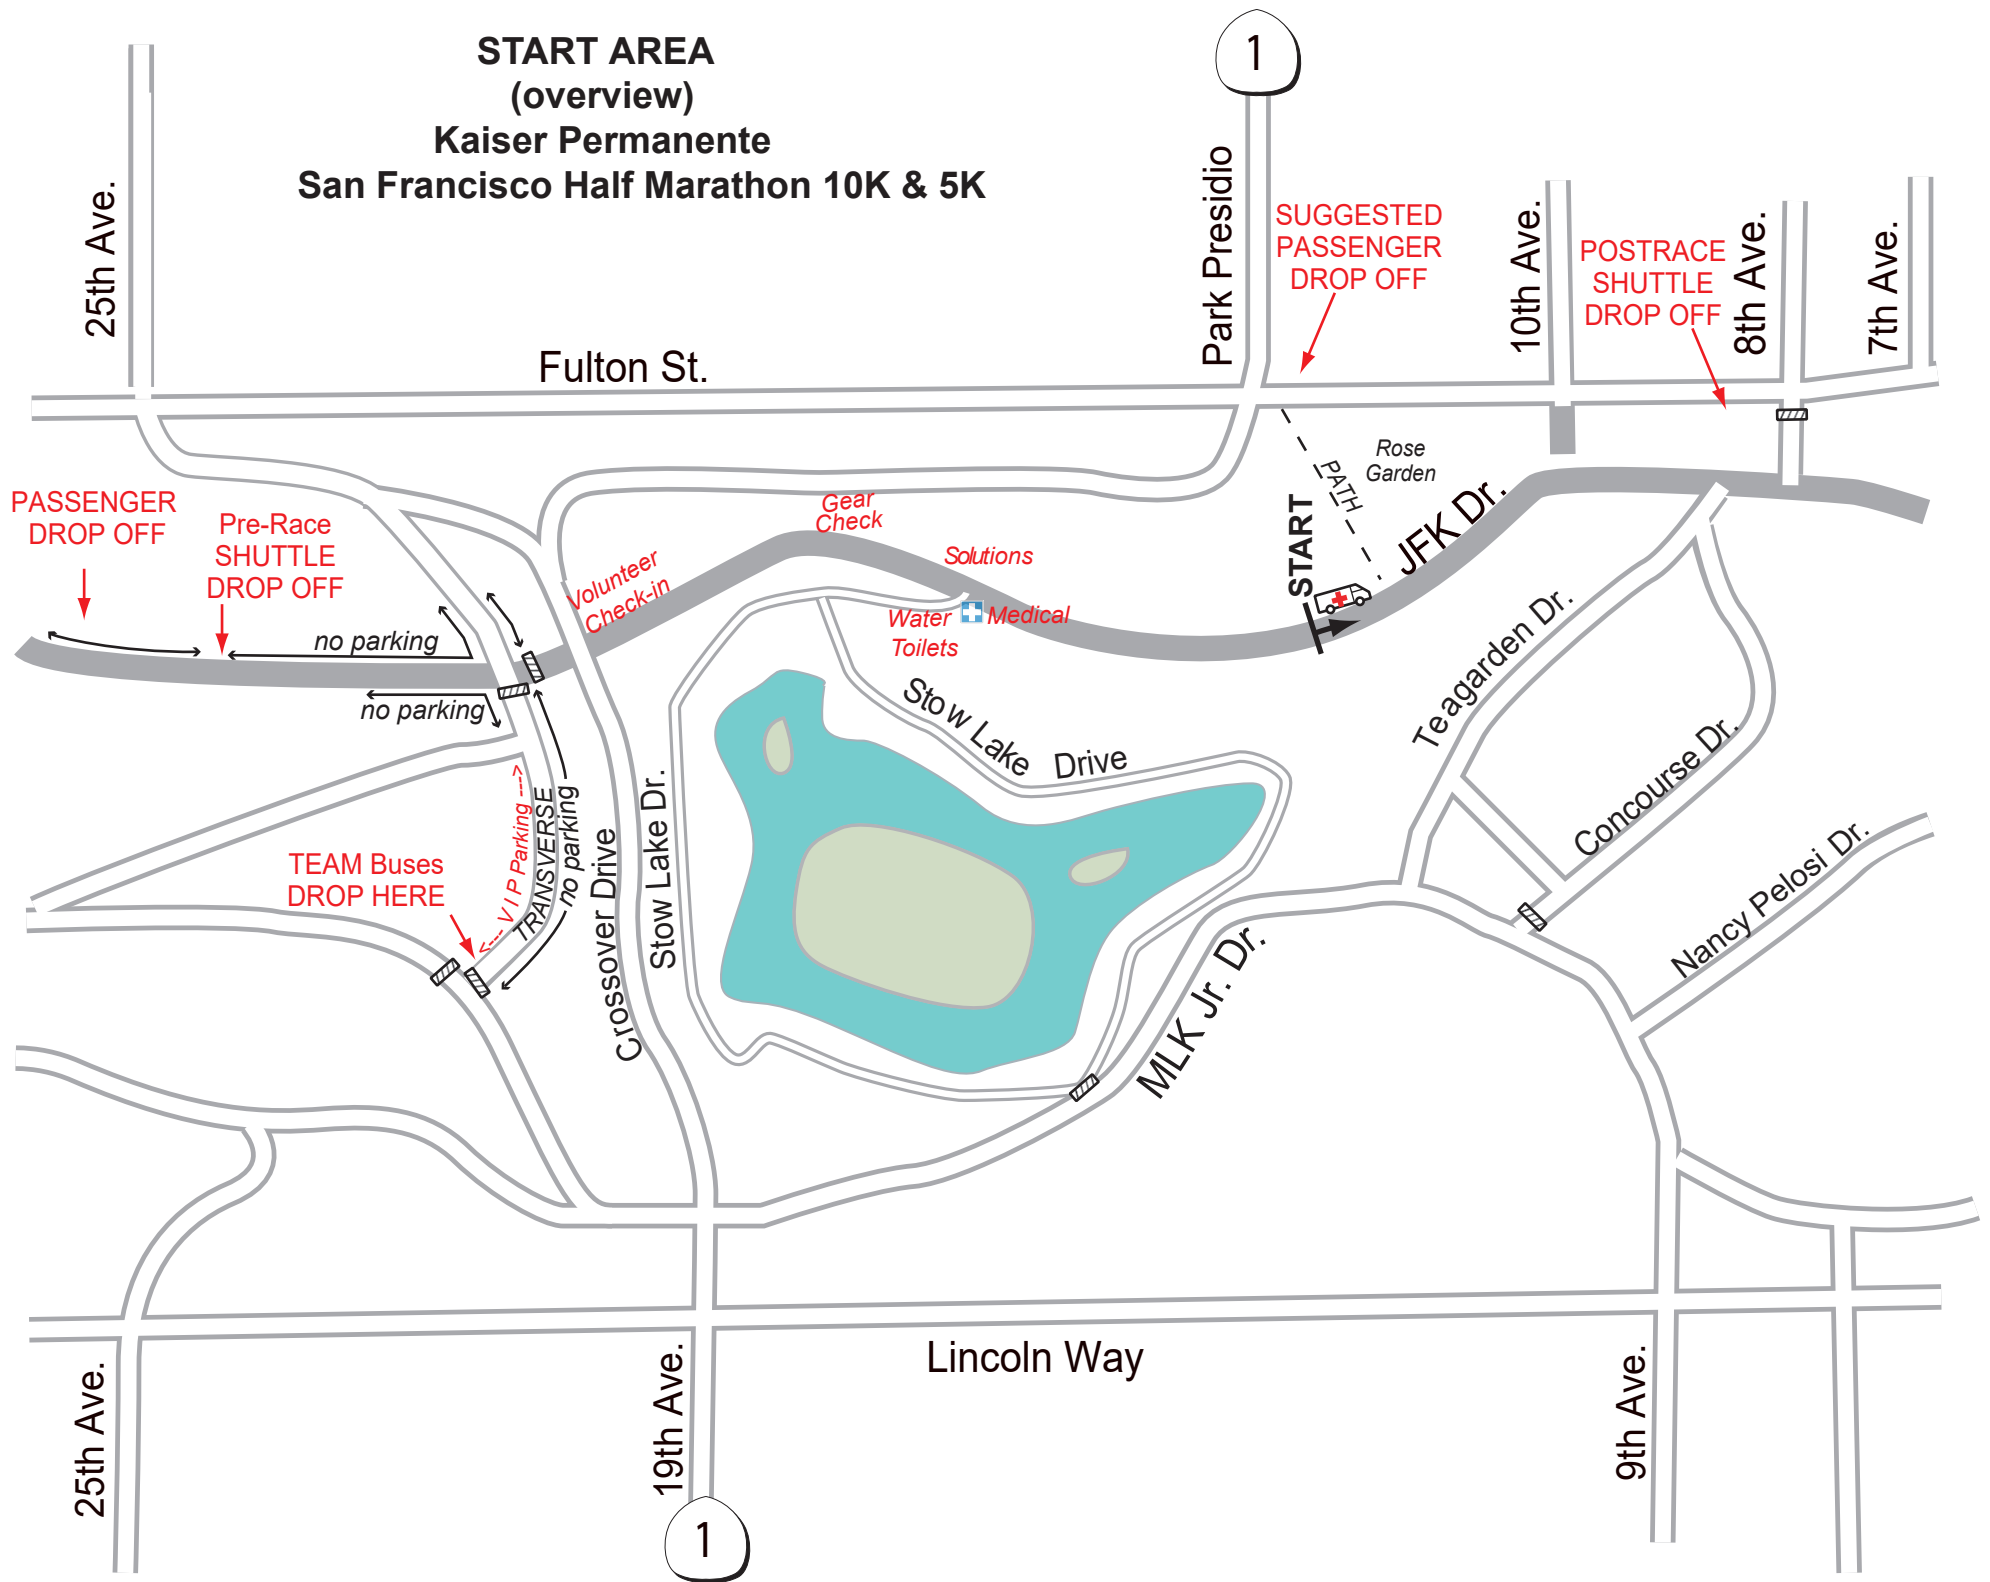 START AREA
(overview)
Kaiser Permanente
San Francisco Half Marathon 10K & 5K
1
25th Ave.
Park Presidio
SUGGESTED
PASSENGER
DROP OFF
10th Ave.
POSTRACE
SHUTTLE
DROP OFF
8th Ave.
7th Ave.
Fulton St.
Rose
Garden
PATH
PASSENGER
DROP OFF
Pre-Race
SHUTTLE
DROP OFF
Gear
Check
Solutions
Volunteer
Check-in
Water
Toilets
Medical
START
JFK Dr.
no parking
no parking
Teagarden Dr.
Stow Lake Drive
Concourse Dr.
Nancy Pelosi Dr.
<---- V I P Parking ---->
TRANSVERSE
no parking
TEAM Buses
DROP HERE
Crossover Drive
Stow Lake Dr.
MLK Jr. Dr.
Lincoln Way
25th Ave.
19th Ave.
9th Ave.
1